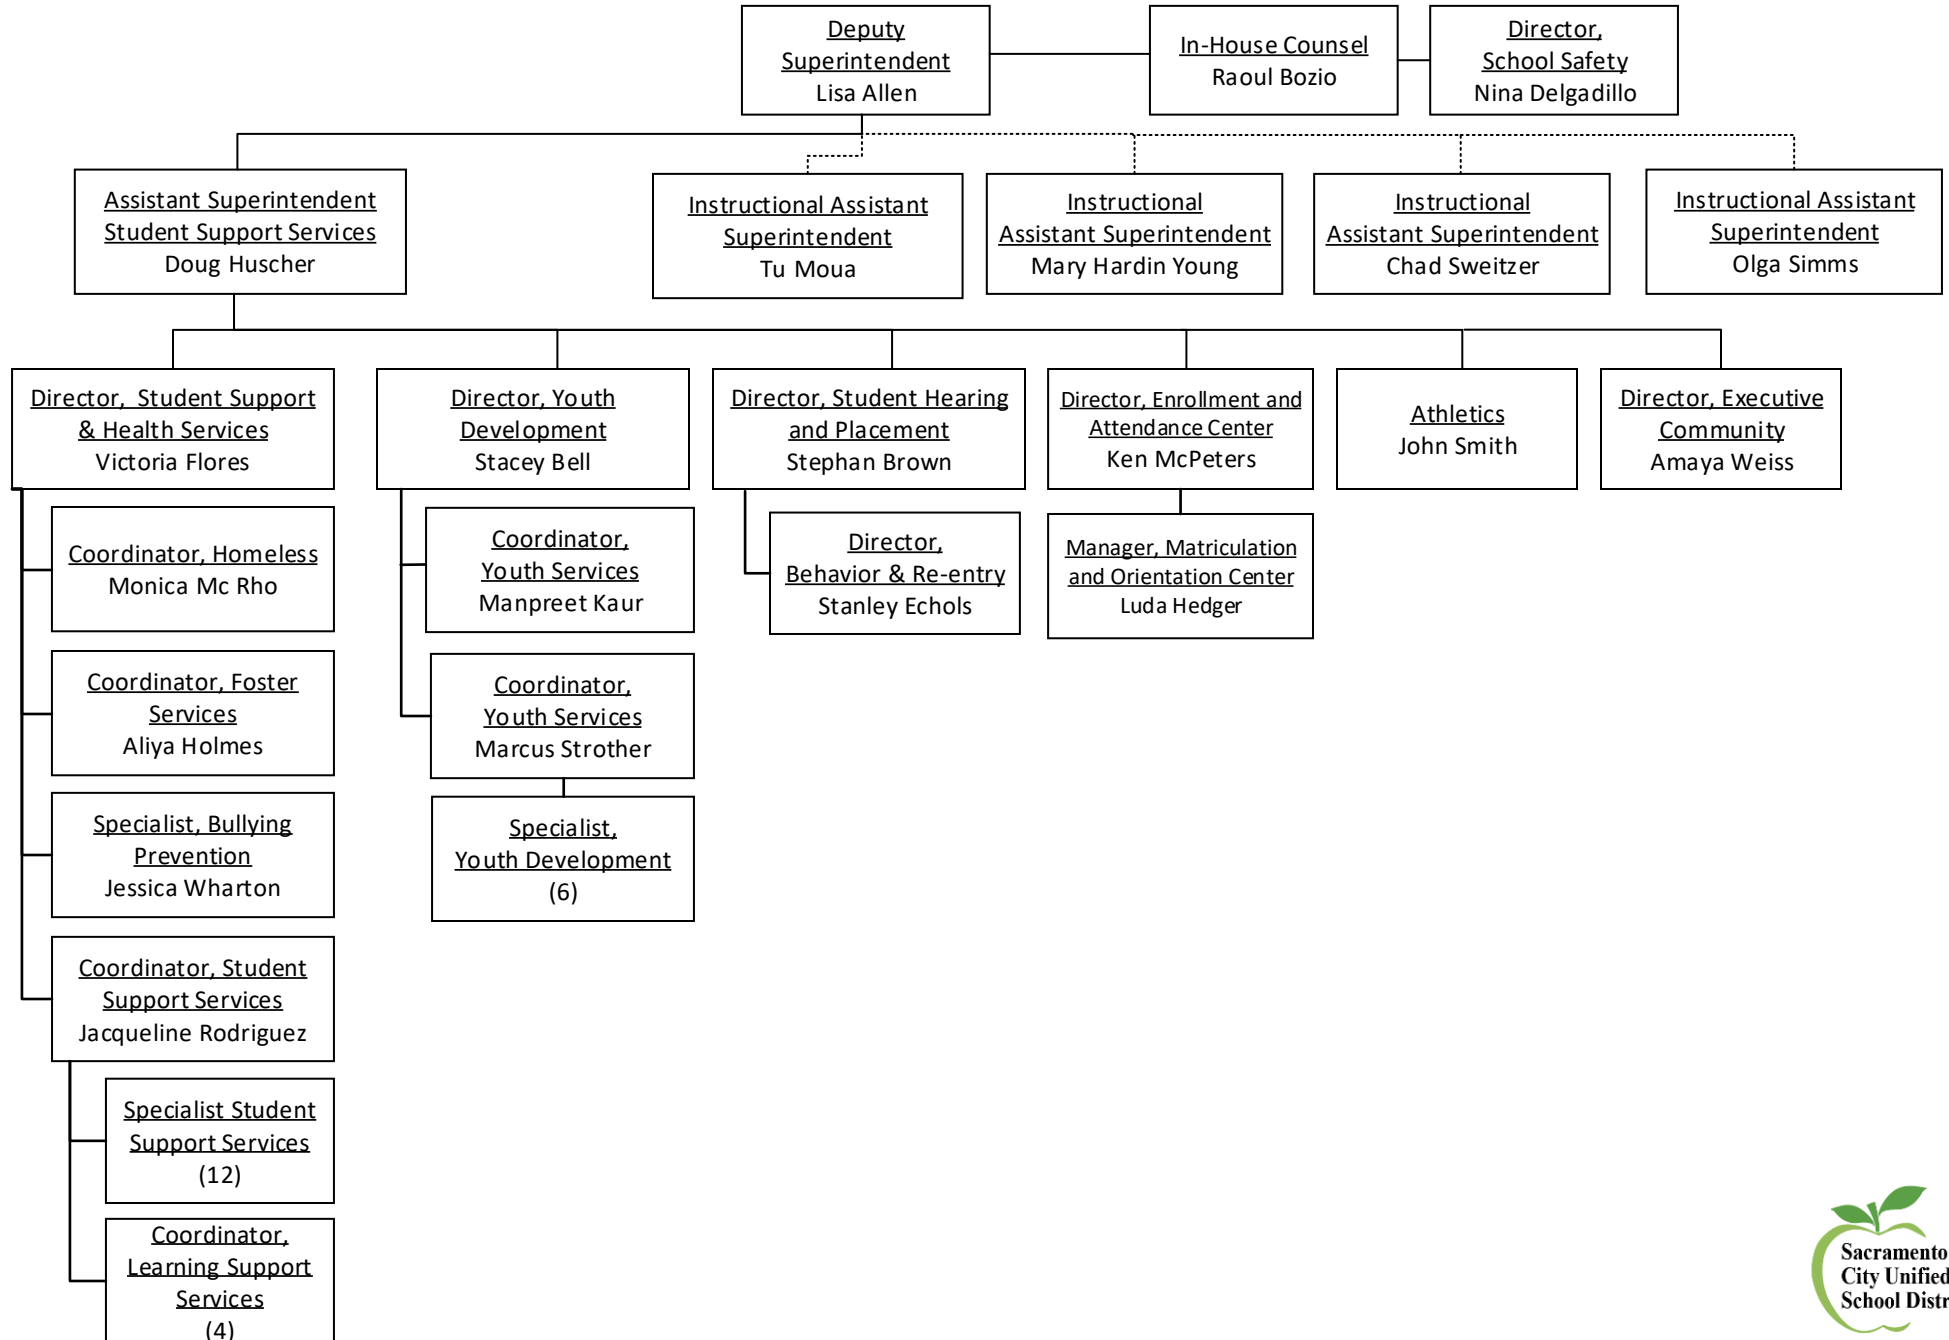 Deputy
Superintendent
Lisa Allen
In-House Counsel
Raoul Bozio
Director,
School Safety
Nina Delgadillo
Assistant Superintendent
Student Support Services
Doug Huscher
Instructional Assistant
Superintendent
Tu Moua
Instructional
Assistant Superintendent
Mary Hardin Young
Instructional
Assistant Superintendent
Chad Sweitzer
Instructional Assistant
Superintendent
Olga Simms
Director, Student Support
& Health Services
Victoria Flores
Director, Youth
Development
Stacey Bell
Director, Student Hearing
and Placement
Stephan Brown
Director, Enrollment and
Attendance Center
Ken McPeters
Athletics
John Smith
Director, Executive
Community
Amaya Weiss
Coordinator, Homeless
Monica Mc Rho
Coordinator,
Youth Services
Manpreet Kaur
Director,
Behavior & Re-entry
Stanley Echols
Manager, Matriculation
and Orientation Center
Luda Hedger
Coordinator, Foster
Services
Aliya Holmes
Coordinator,
Youth Services
Marcus Strother
Specialist, Bullying
Prevention
Jessica Wharton
Specialist,
Youth Development
(6)
Coordinator, Student
Support Services
Jacqueline Rodriguez
Specialist Student
Support Services
(12)
Coordinator,
Learning Support
Services
(4)
Sacramento
City Unified
School Distr